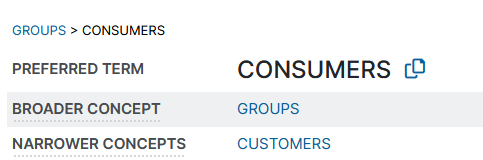 GROUPS > CONSUMERS
PREFERRED TERM CONSUMERS
BROADER CONCEPT GROUPS
NARROWER CONCEPTS CUSTOMERS